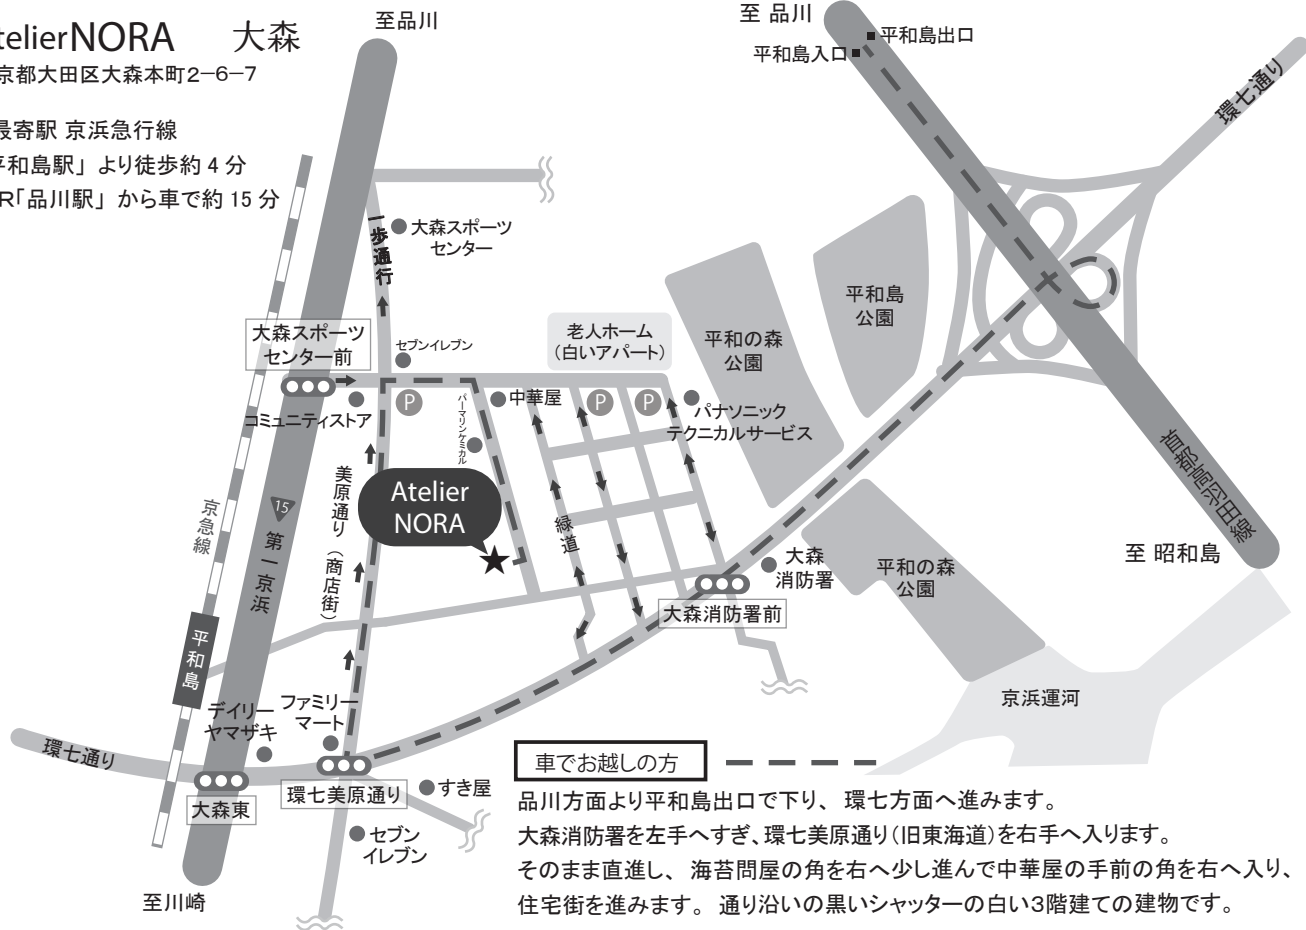 telierNORA 大森
京都大田区大森本町2−6−7
最寄駅 京浜急行線
平和島駅」より徒歩約4分
R「品川駅」から車で約15分
至品川
至 品川
平和島出口
平和島入口
環七通り
一歩通行
大森スポーツ
センター
大森スポーツ
センター前
セブンイレブン
老人ホーム
(白いアパート)
平和の森
公園
平和島
公園
コミュニティストア
P
パーマリンケミカル
中華屋
P
P
パナソニック
テクニカルサービス
首都高羽田線
京急線
15
第一京浜
美原通り(商店街)
Atelier
NORA
緑道
大森
消防署
平和の森
公園
至 昭和島
大森消防署前
平和島
京浜運河
デイリー
ヤマザキ
ファミリー
マート
環七通り
大森東
環七美原通り
すき屋
セブン
イレブン
至川崎
車でお越しの方
品川方面より平和島出口で下り、環七方面へ進みます。
大森消防署を左手へすぎ、環七美原通り(旧東海道)を右手へ入ります。
そのまま直進し、海苔問屋の角を右へ少し進んで中華屋の手前の角を右へ入り、
住宅街を進みます。通り沿いの黒いシャッターの白い3階建ての建物です。